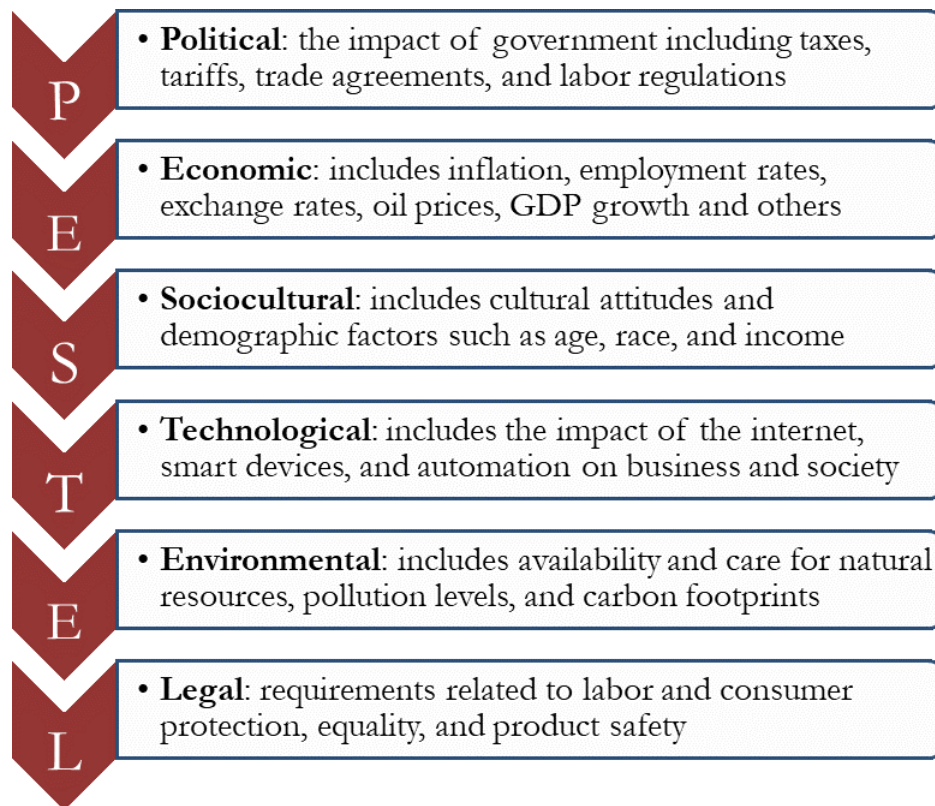 P
• Political: the impact of government including taxes,
tariffs, trade agreements, and labor regulations
E
• Economic: includes inflation, employment rates,
exchange rates, oil prices, GDP growth and others
S
• Sociocultural: includes cultural attitudes and
demographic factors such as age, race, and income
T
• Technological: includes the impact of the internet,
smart devices, and automation on business and society
E
• Environmental: includes availability and care for natural
resources, pollution levels, and carbon footprints
L
• Legal: requirements related to labor and consumer
protection, equality, and product safety